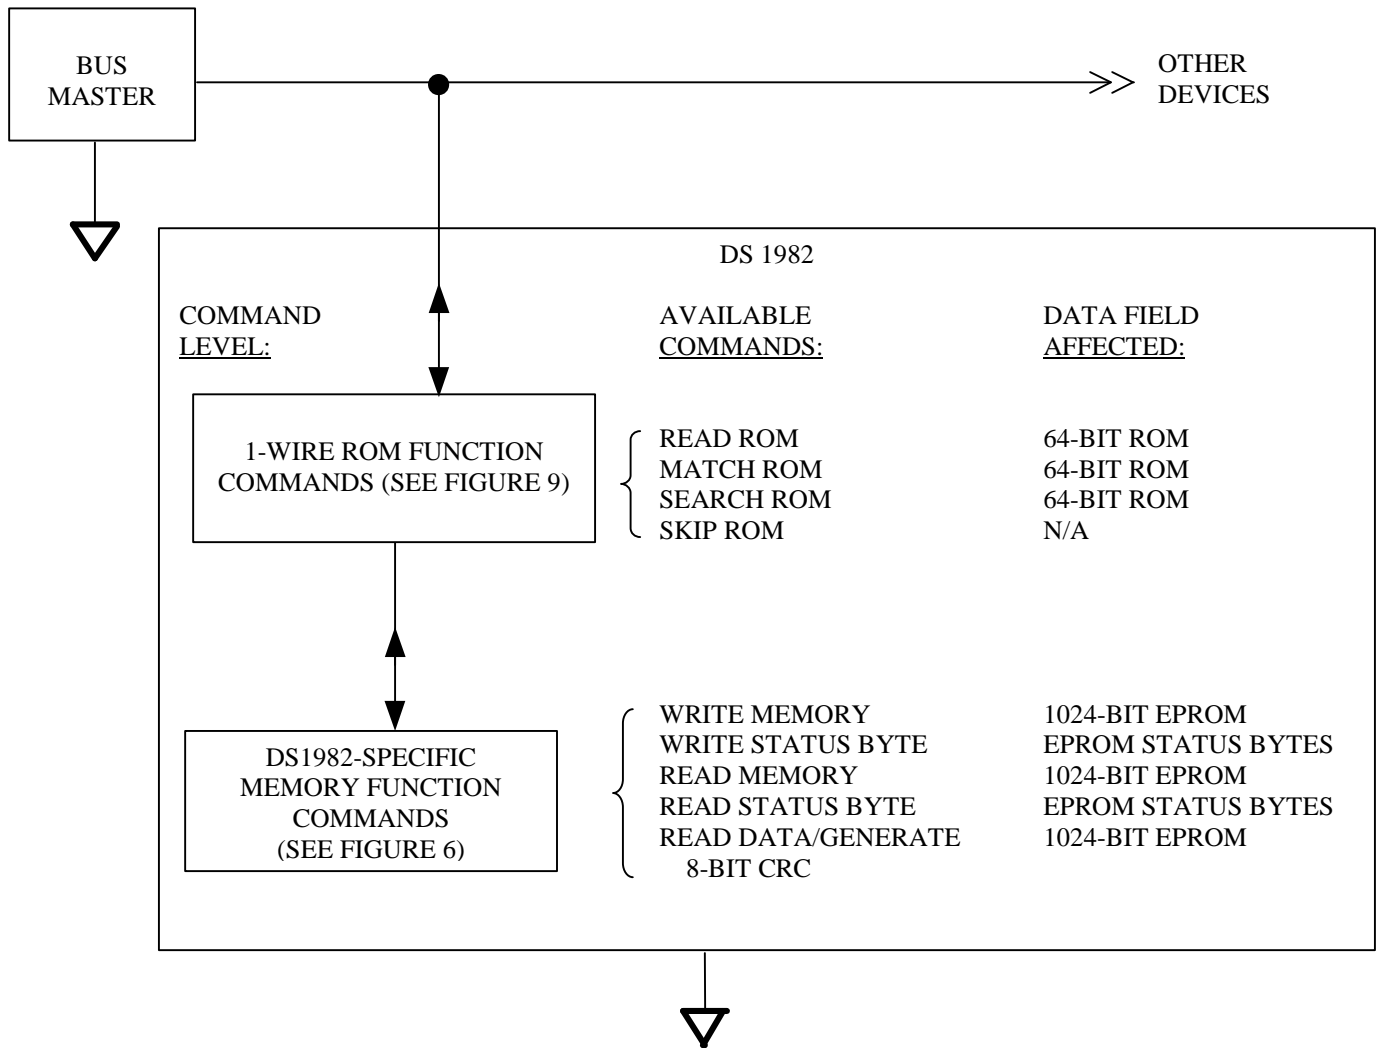 BUS
MASTER
OTHER
DEVICES
DS 1982
COMMAND
LEVEL:
AVAILABLE
COMMANDS:
DATA FIELD
AFFECTED:
1-WIRE ROM FUNCTION
COMMANDS (SEE FIGURE 9)
READ ROM 64-BIT ROM
MATCH ROM 64-BIT ROM
SEARCH ROM 64-BIT ROM
SKIP ROM N/A
DS1982-SPECIFIC
MEMORY FUNCTION
COMMANDS
(SEE FIGURE 6)
WRITE MEMORY 1024-BIT EPROM
WRITE STATUS BYTE EPROM STATUS BYTES
READ MEMORY 1024-BIT EPROM
READ STATUS BYTE EPROM STATUS BYTES
READ DATA/GENERATE 1024-BIT EPROM
8-BIT CRC